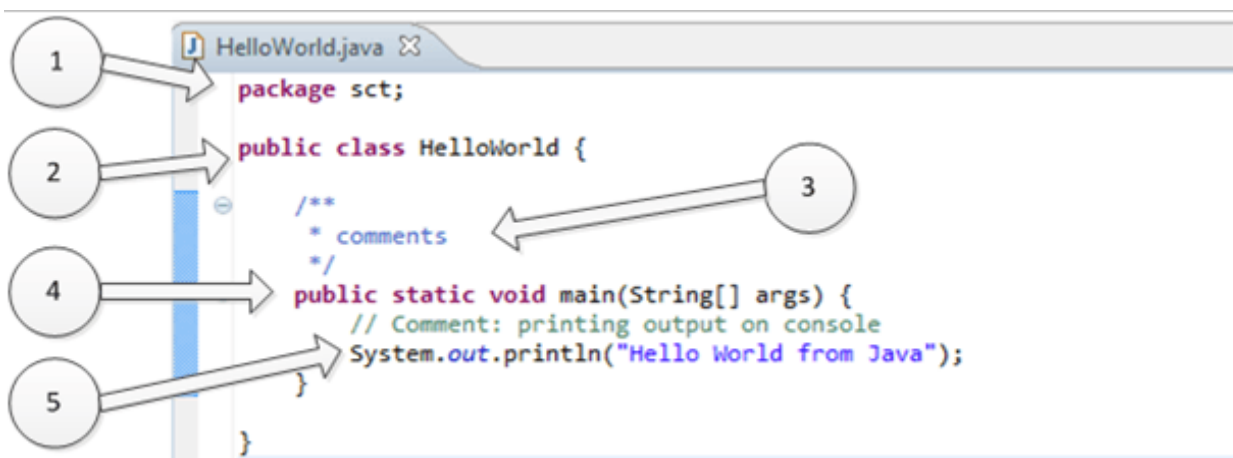 HelloWorld.java
1
package sct;
2
public class HelloWorld {
3
/**
* comments
*/
4
public static void main(String[] args) {
// Comment: printing output on console
System.out.println("Hello World from Java");
5
}
}